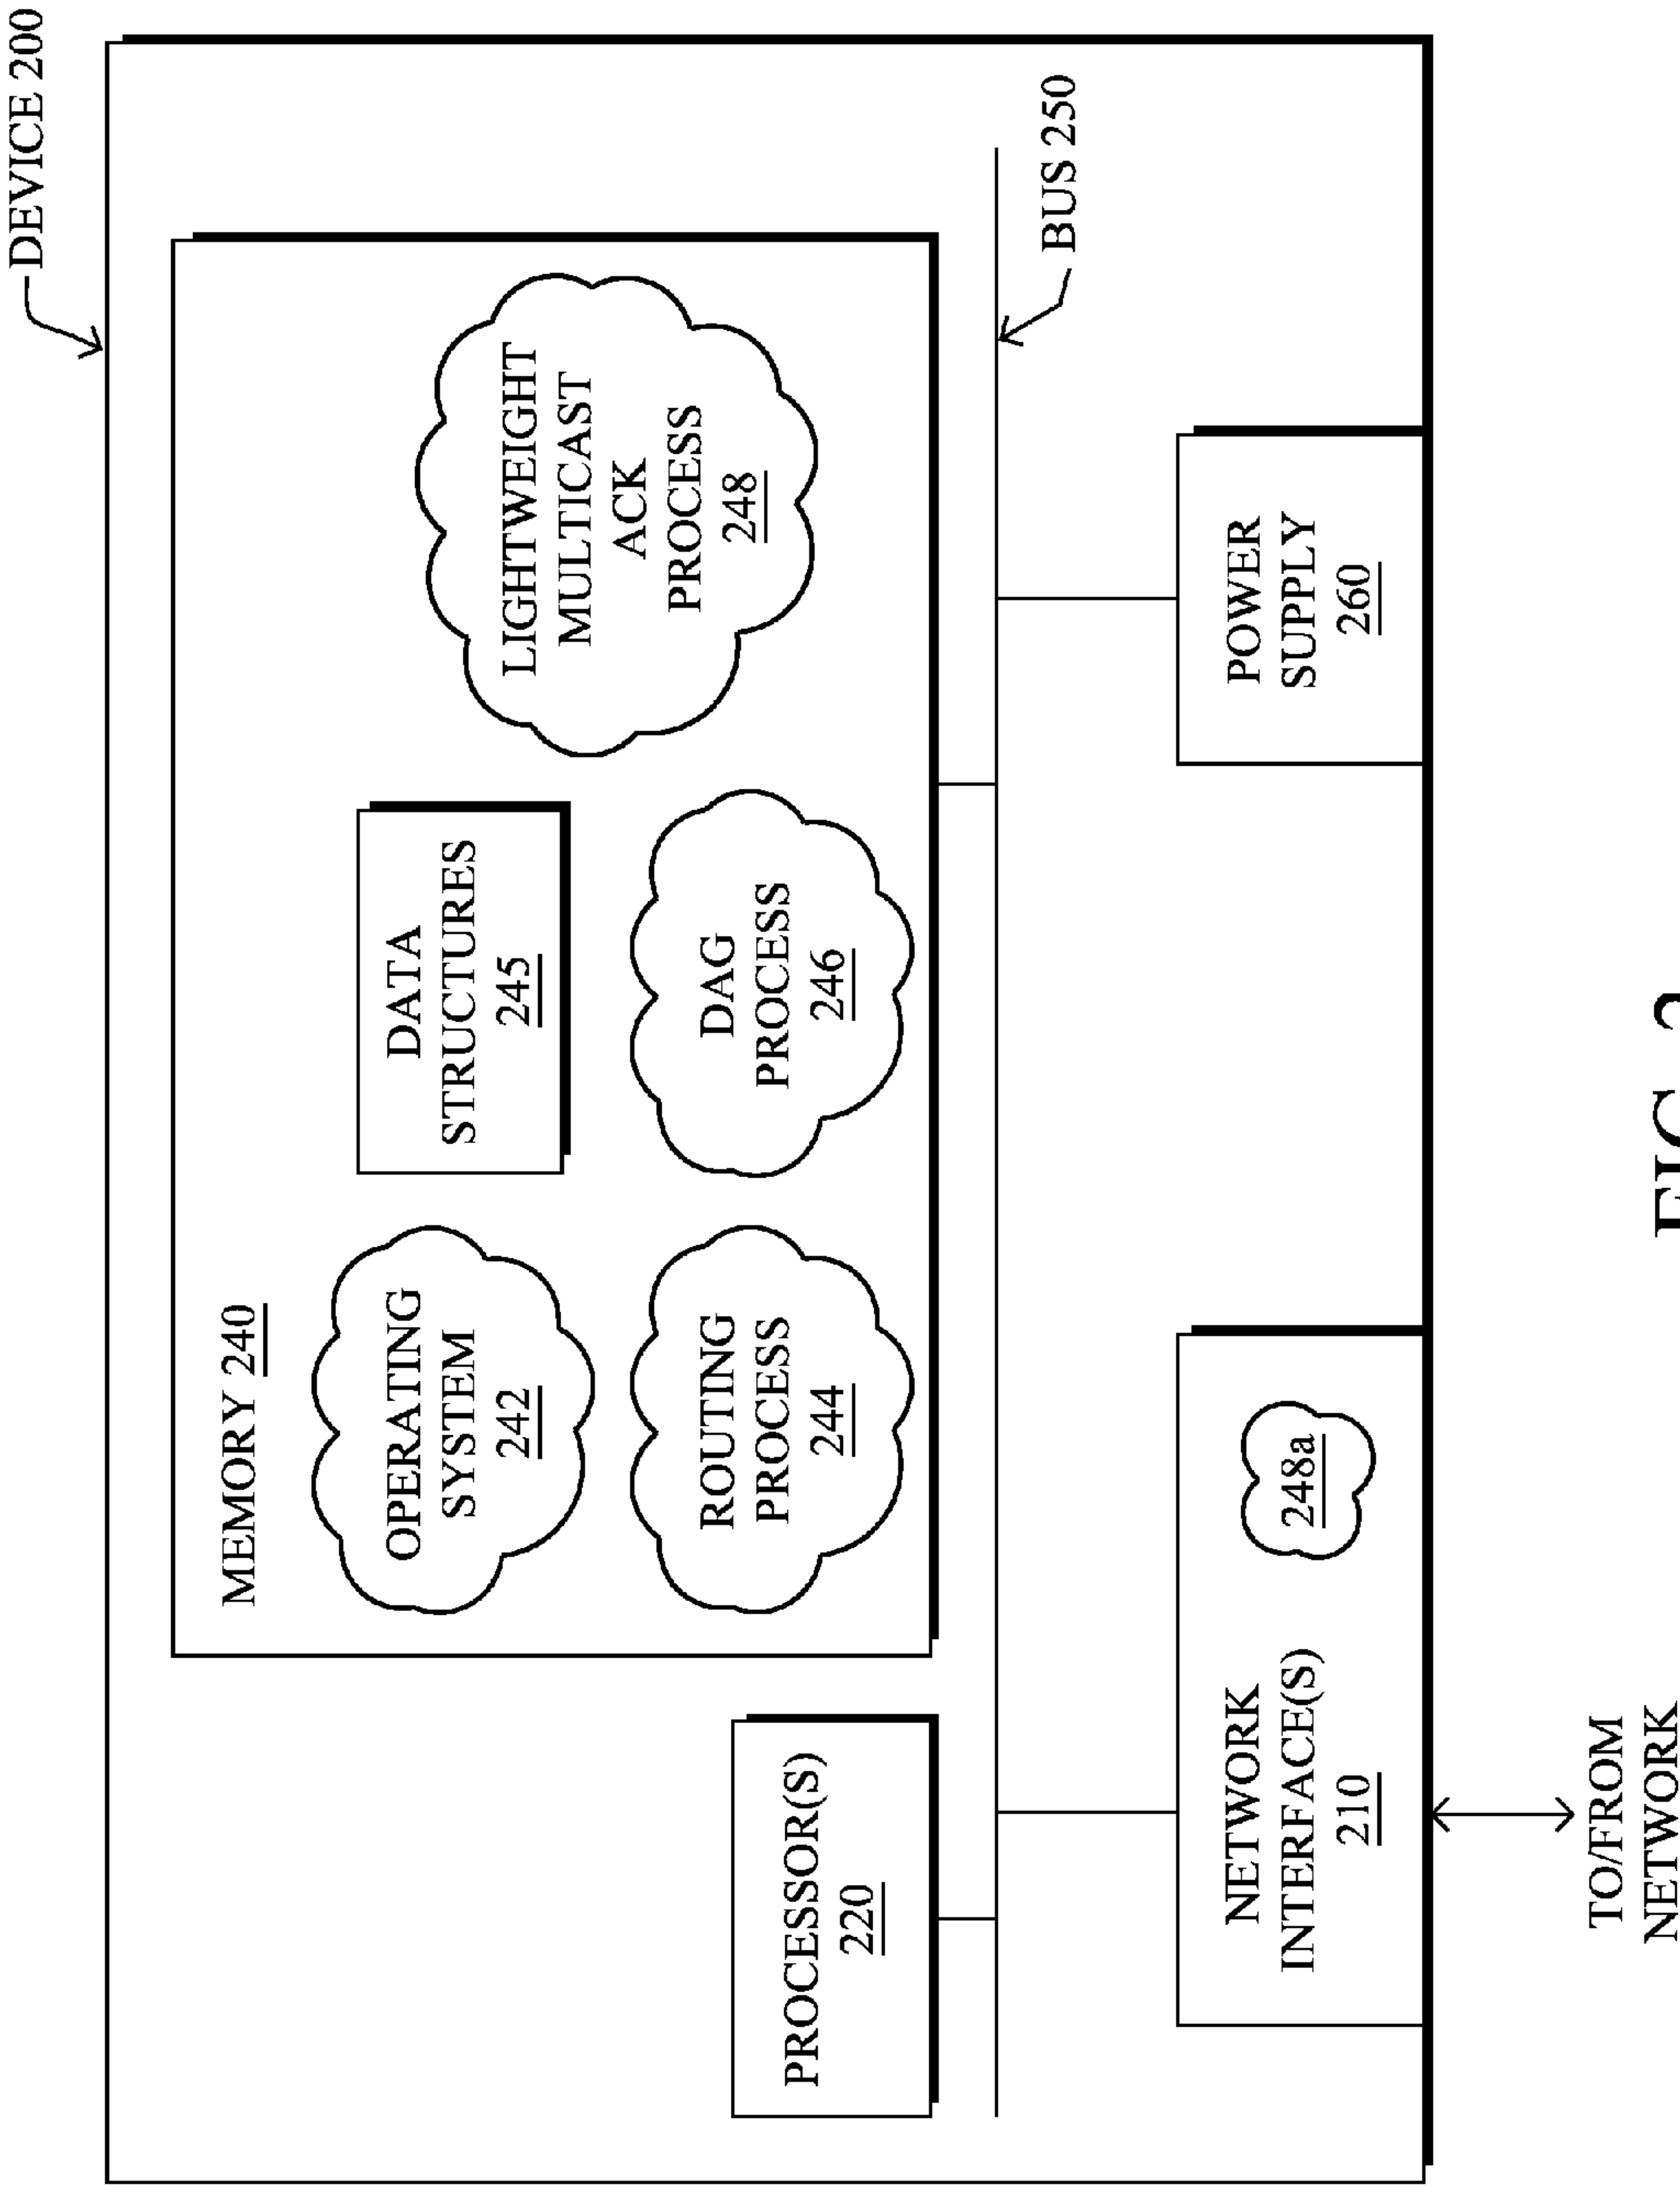 DEVICE 200
MEMORY 240
OPERATING
SYSTEM
242
DATA
STRUCTURES
245
LIGHTWEIGHT
MULTICAST
ACK
PROCESS
248
ROUTING
PROCESS
244
DAG
PROCESS
246
PROCESSOR(S)
220
BUS 250
NETWORK
INTERFACE(S)
210
248a
POWER
SUPPLY
260
TO/FROM
NETWORK